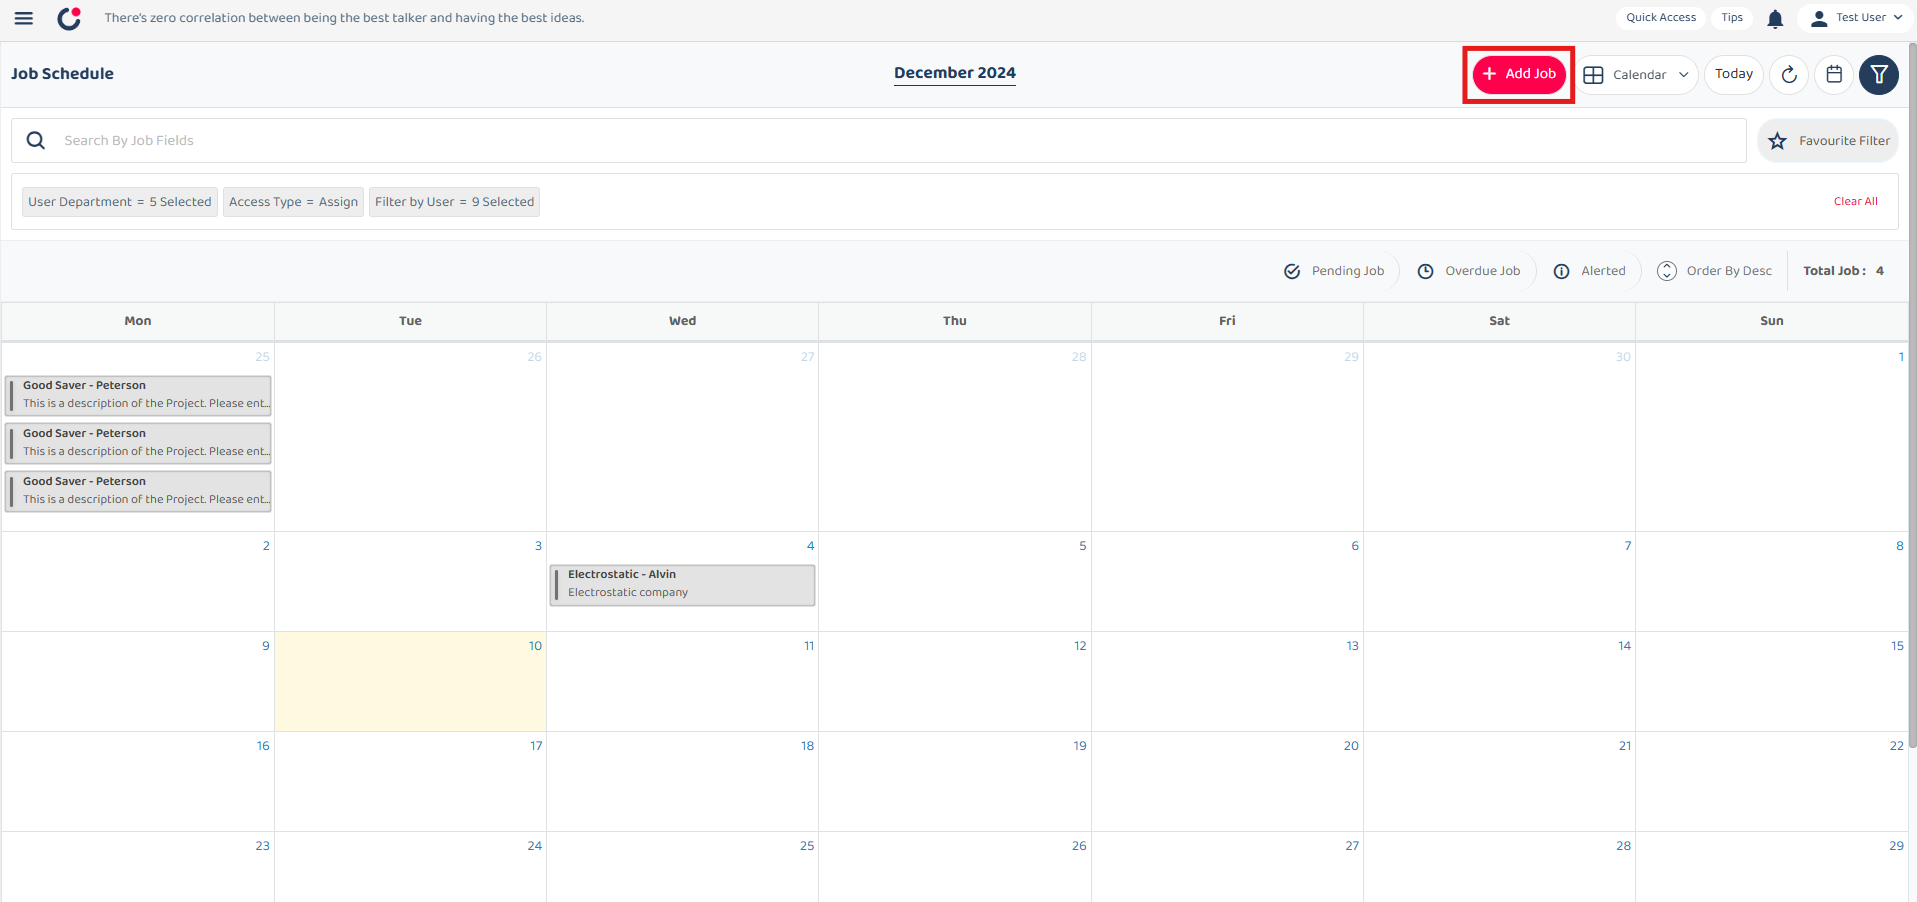 There's zero correlation between being the best talker and having the best ideas.
Quick Access
Tips
Test User
Job Schedule
December 2024
+ Add Job
Calendar
Today
Search By Job Fields
Favourite Filter
User Department = 5 Selected
Access Type = Assign
Filter by User = 9 Selected
Clear All
Pending Job
Overdue Job
Alerted
Order By Desc
Total Job : 4
Mon Tue Wed Thu Fri Sat Sun
25 26 27 28 29 30 1
Good Saver - Peterson
This is a description of the Project. Please ent...
Good Saver - Peterson
This is a description of the Project. Please ent...
Good Saver - Peterson
This is a description of the Project. Please ent...
2 3 4 5 6 7 8
Electrostatic - Alvin
Electrostatic company
9 10 11 12 13 14 15
16 17 18 19 20 21 22
23 24 25 26 27 28 29